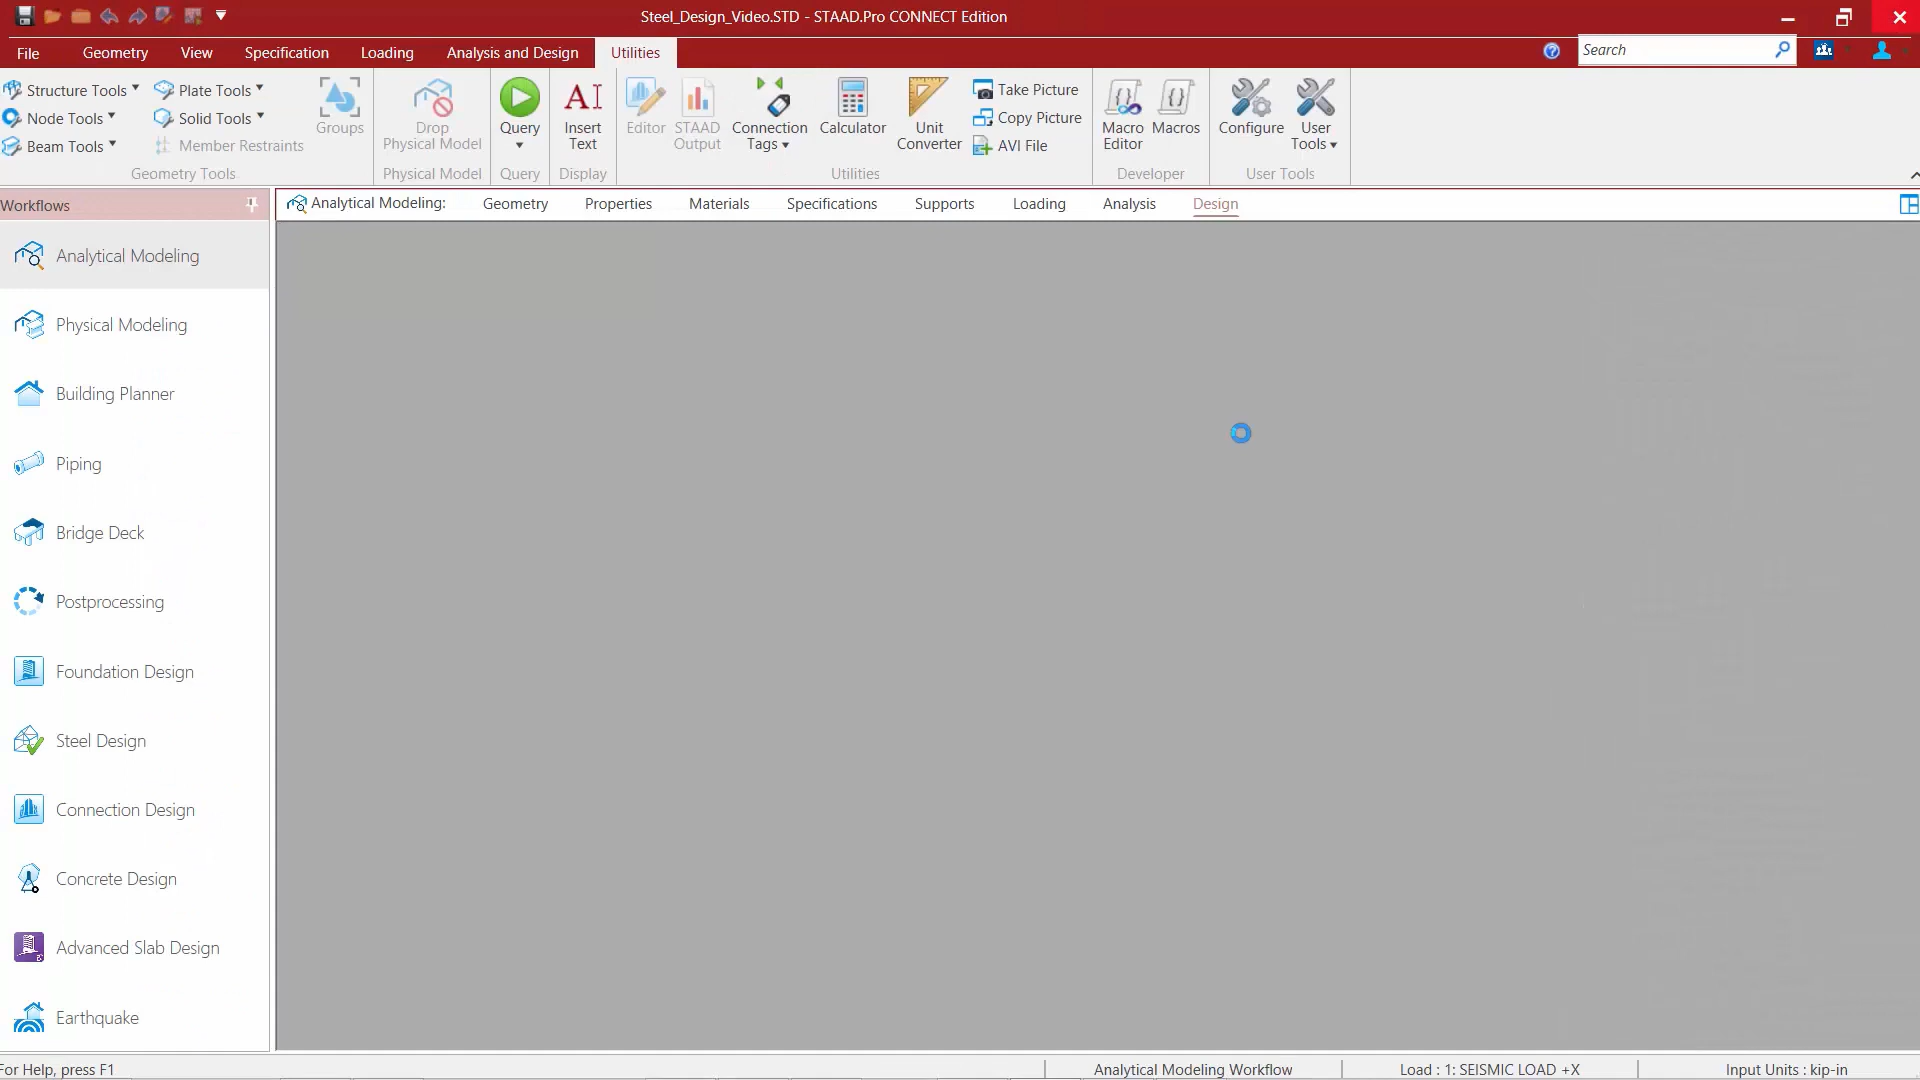 Steel_Design_Video.STD - STAAD.Pro CONNECT Edition
File Geometry View Specification Loading Analysis and Design Utilities Search
Structure Tools Plate Tools
Node Tools Solid Tools
Beam Tools Member Restraints
Groups
Geometry Tools
Drop
Physical Model
Physical Model
Query
Query
Insert
Text
Display
Editor
STAAD
Output
Connection
Tags
Calculator
Unit
Converter
Take Picture
Copy Picture
AVI File
Utilities
Macro
Editor
Macros
Developer
Configure
User
Tools
User Tools
Workflows
Analytical Modeling: Geometry Properties Materials Specifications Supports Loading Analysis Design
Analytical Modeling
Physical Modeling
Building Planner
Piping
Bridge Deck
Postprocessing
Foundation Design
Steel Design
Connection Design
Concrete Design
Advanced Slab Design
Earthquake
For Help, press F1 Analytical Modeling Workflow Load : 1: SEISMIC LOAD +X Input Units : kip-in